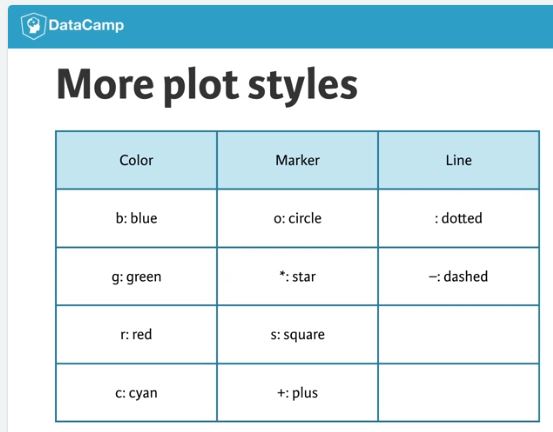 DataCamp
More plot styles
Color Marker Line
b: blue o: circle : dotted
g: green *: star –: dashed
r: red s: square
c: cyan +: plus